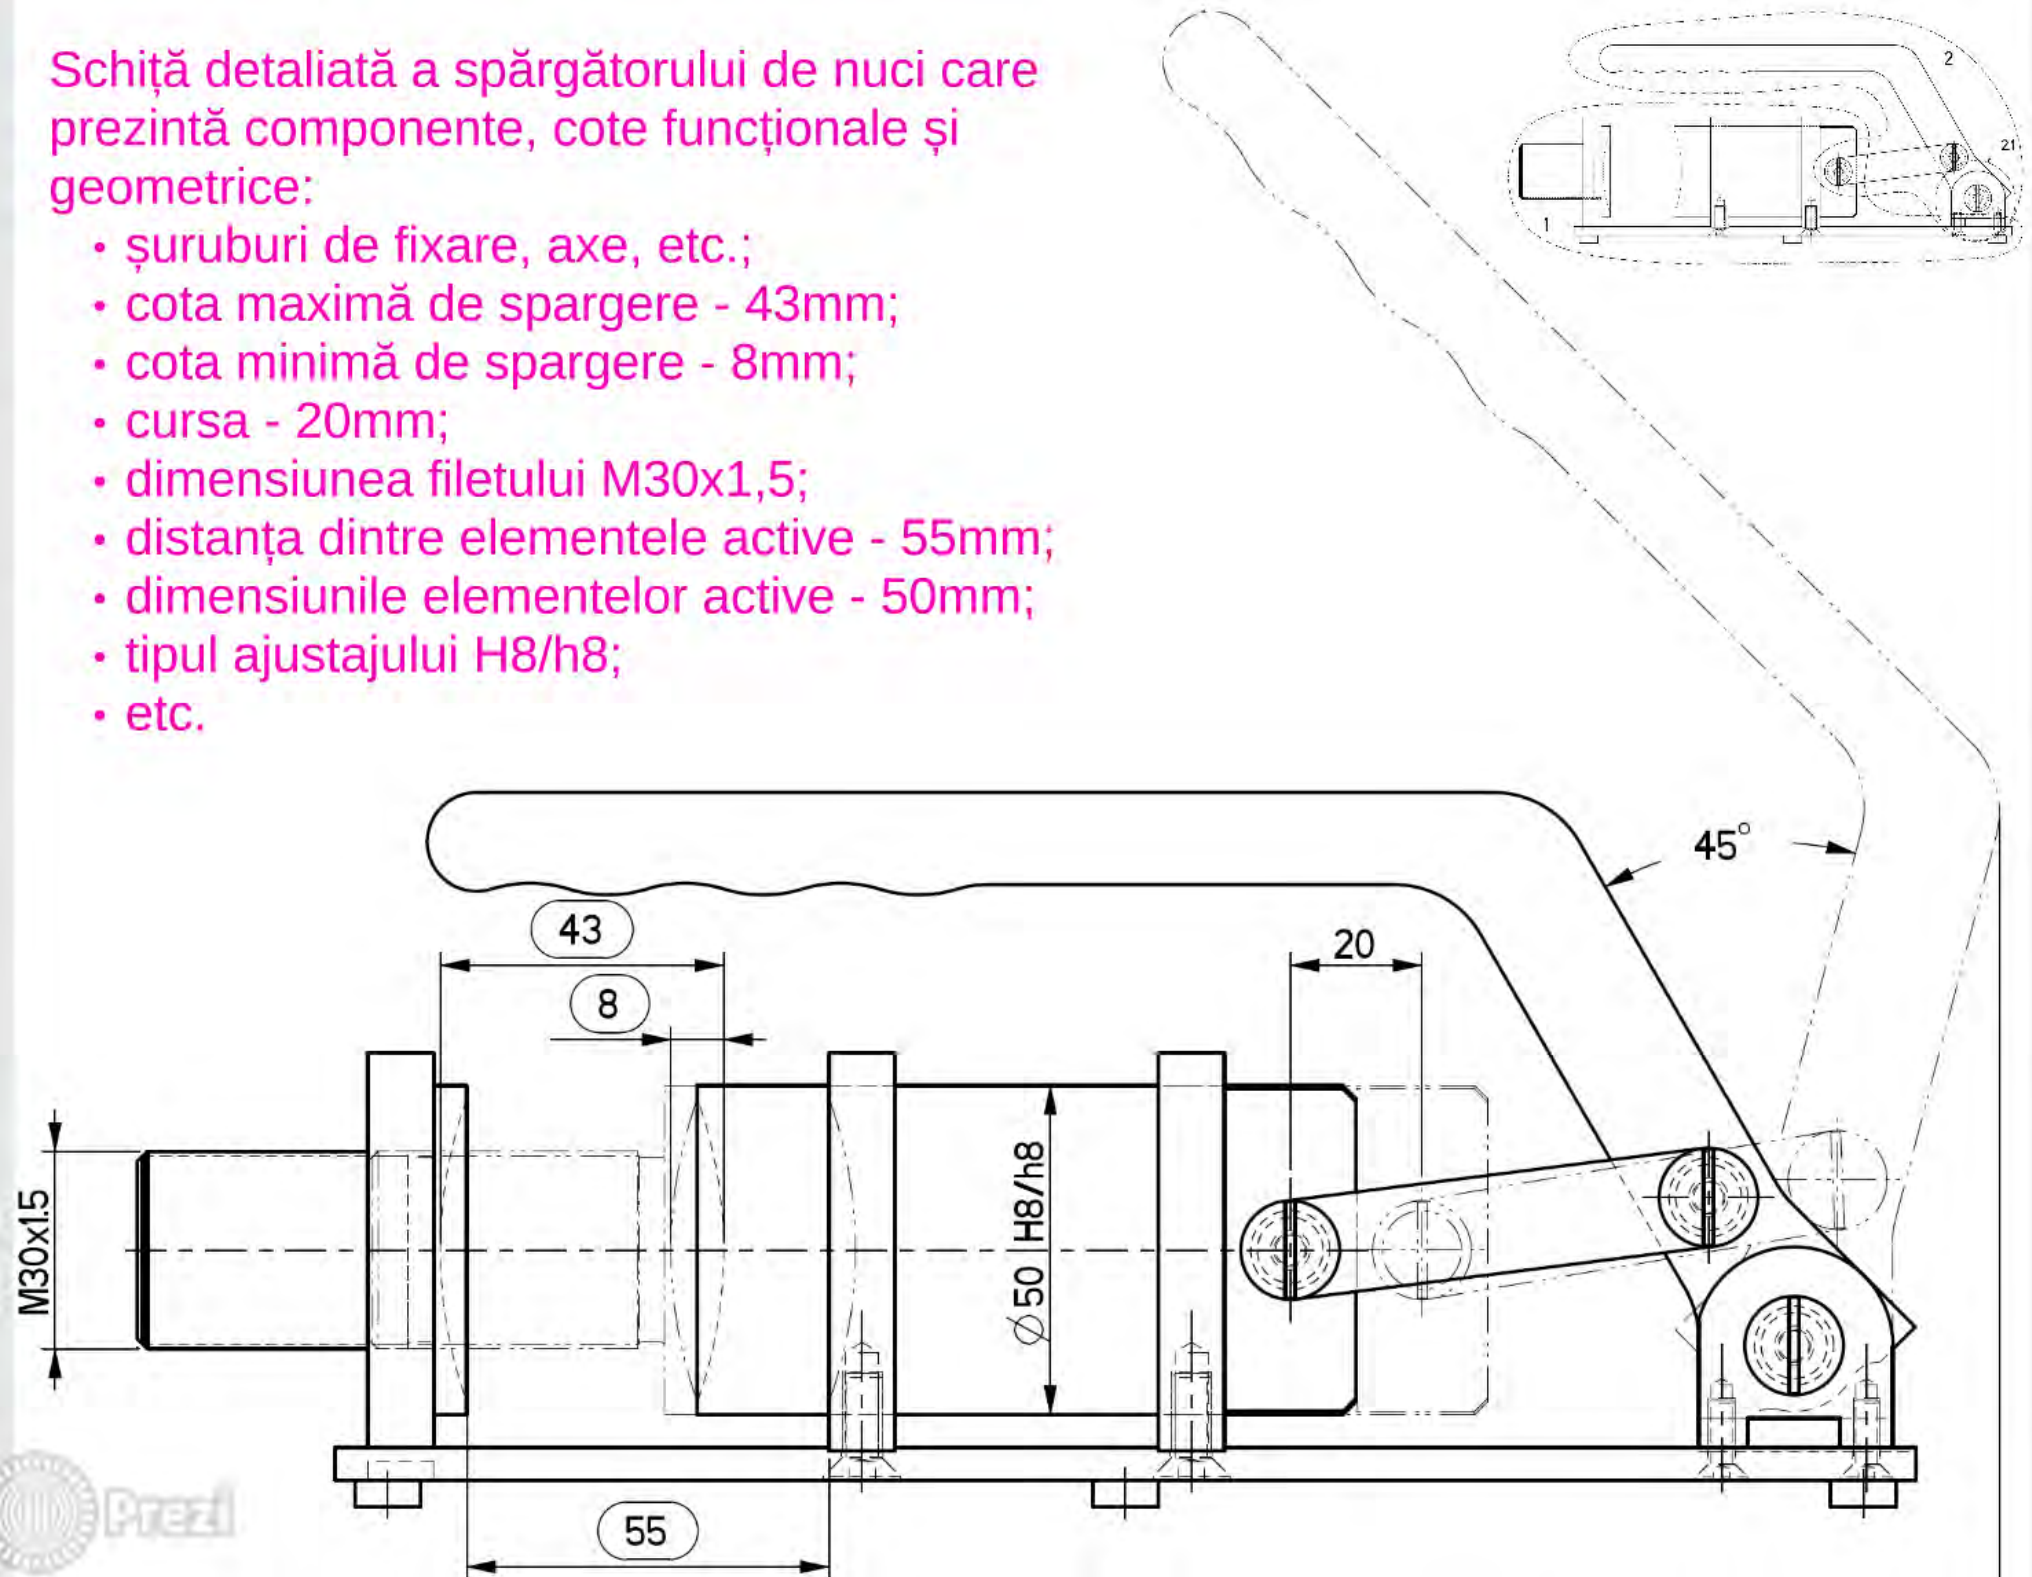 Schiță detaliată a spărgătorului de nuci care
prezintă componente, cote funcționale și
geometrice:
• șuruburi de fixare, axe, etc.;
• cota maximă de spargere - 43mm;
• cota minimă de spargere - 8mm;
• cursa - 20mm;
• dimensiunea filetului M30x1,5;
• distanța dintre elementele active - 55mm;
• dimensiunile elementelor active - 50mm;
• tipul ajustajului H8/h8;
• etc.
2
2.1
1
45°
43
20
8
M30x1.5
Ø50 H8/h8
55
Prezi